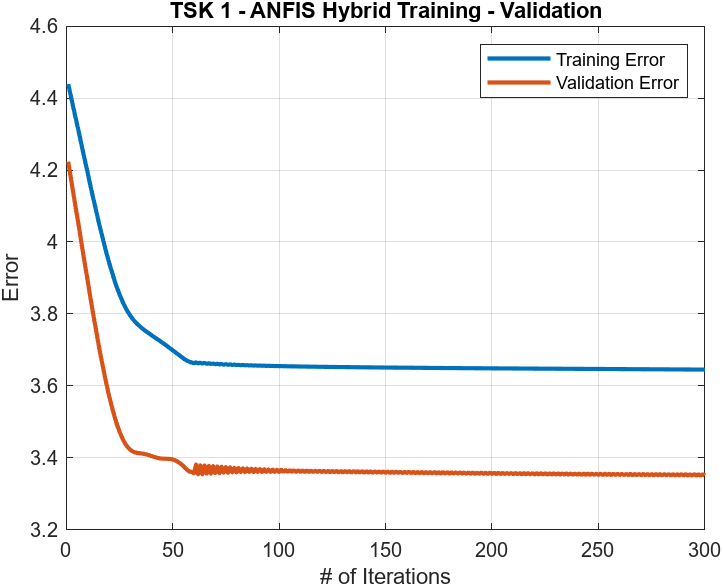 TSK 1 - ANFIS Hybrid Training - Validation
4.6
Training Error
Validation Error
4.4
4.2
4
3.8
3.6
3.4
3.2
Error
0 50 100 150 200 250 300
# of Iterations